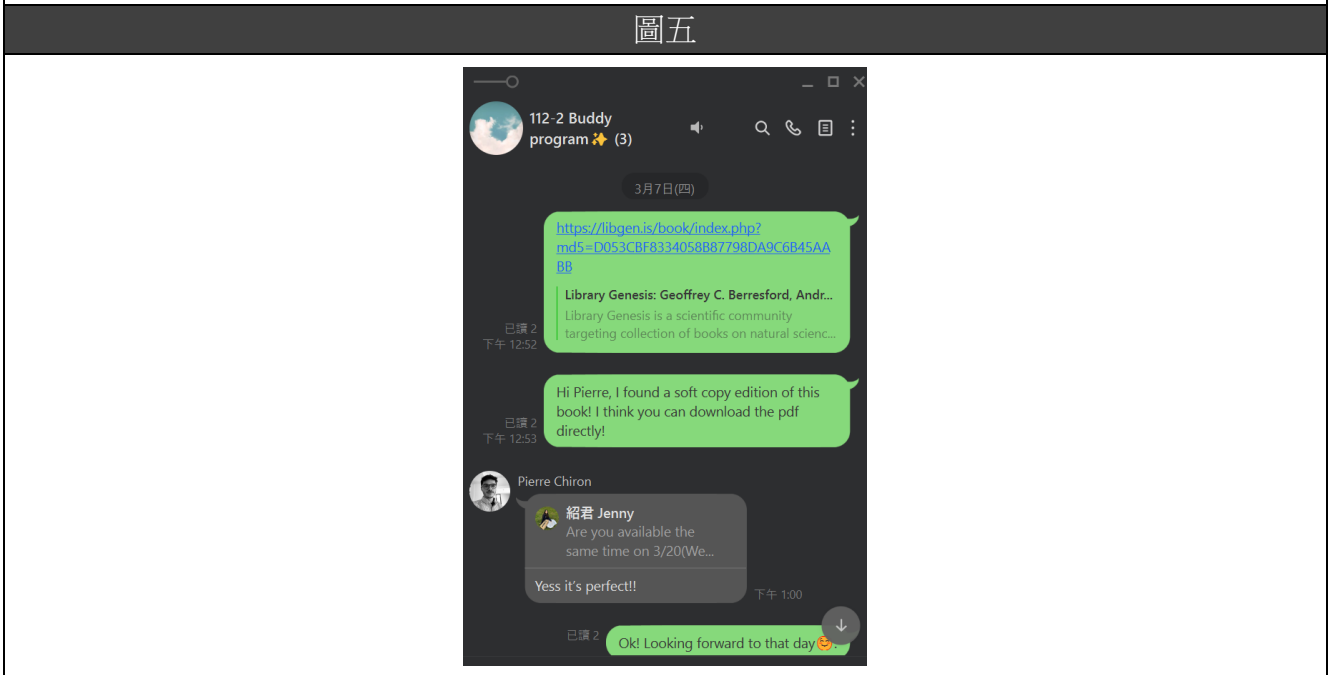 圖五
112-2 Buddy
program✨ (3)
3月7日(四)
https://libgen.is/book/index.php?
md5=D053CBF8334058B87798DA9C6B45AA
BB
Library Genesis: Geoffrey C. Berresford, Andr...
Library Genesis is a scientific community
targeting collection of books on natural scienc...
已讀 2
下午 12:52
Hi Pierre, I found a soft copy edition of this
book! I think you can download the pdf
directly!
已讀 2
下午 12:53
Pierre Chiron
紹君 Jenny
Are you available the
same time on 3/20(We...
Yess it's perfect!!
下午 1:00
已讀 2
Ok! Looking forward to that day🥰!